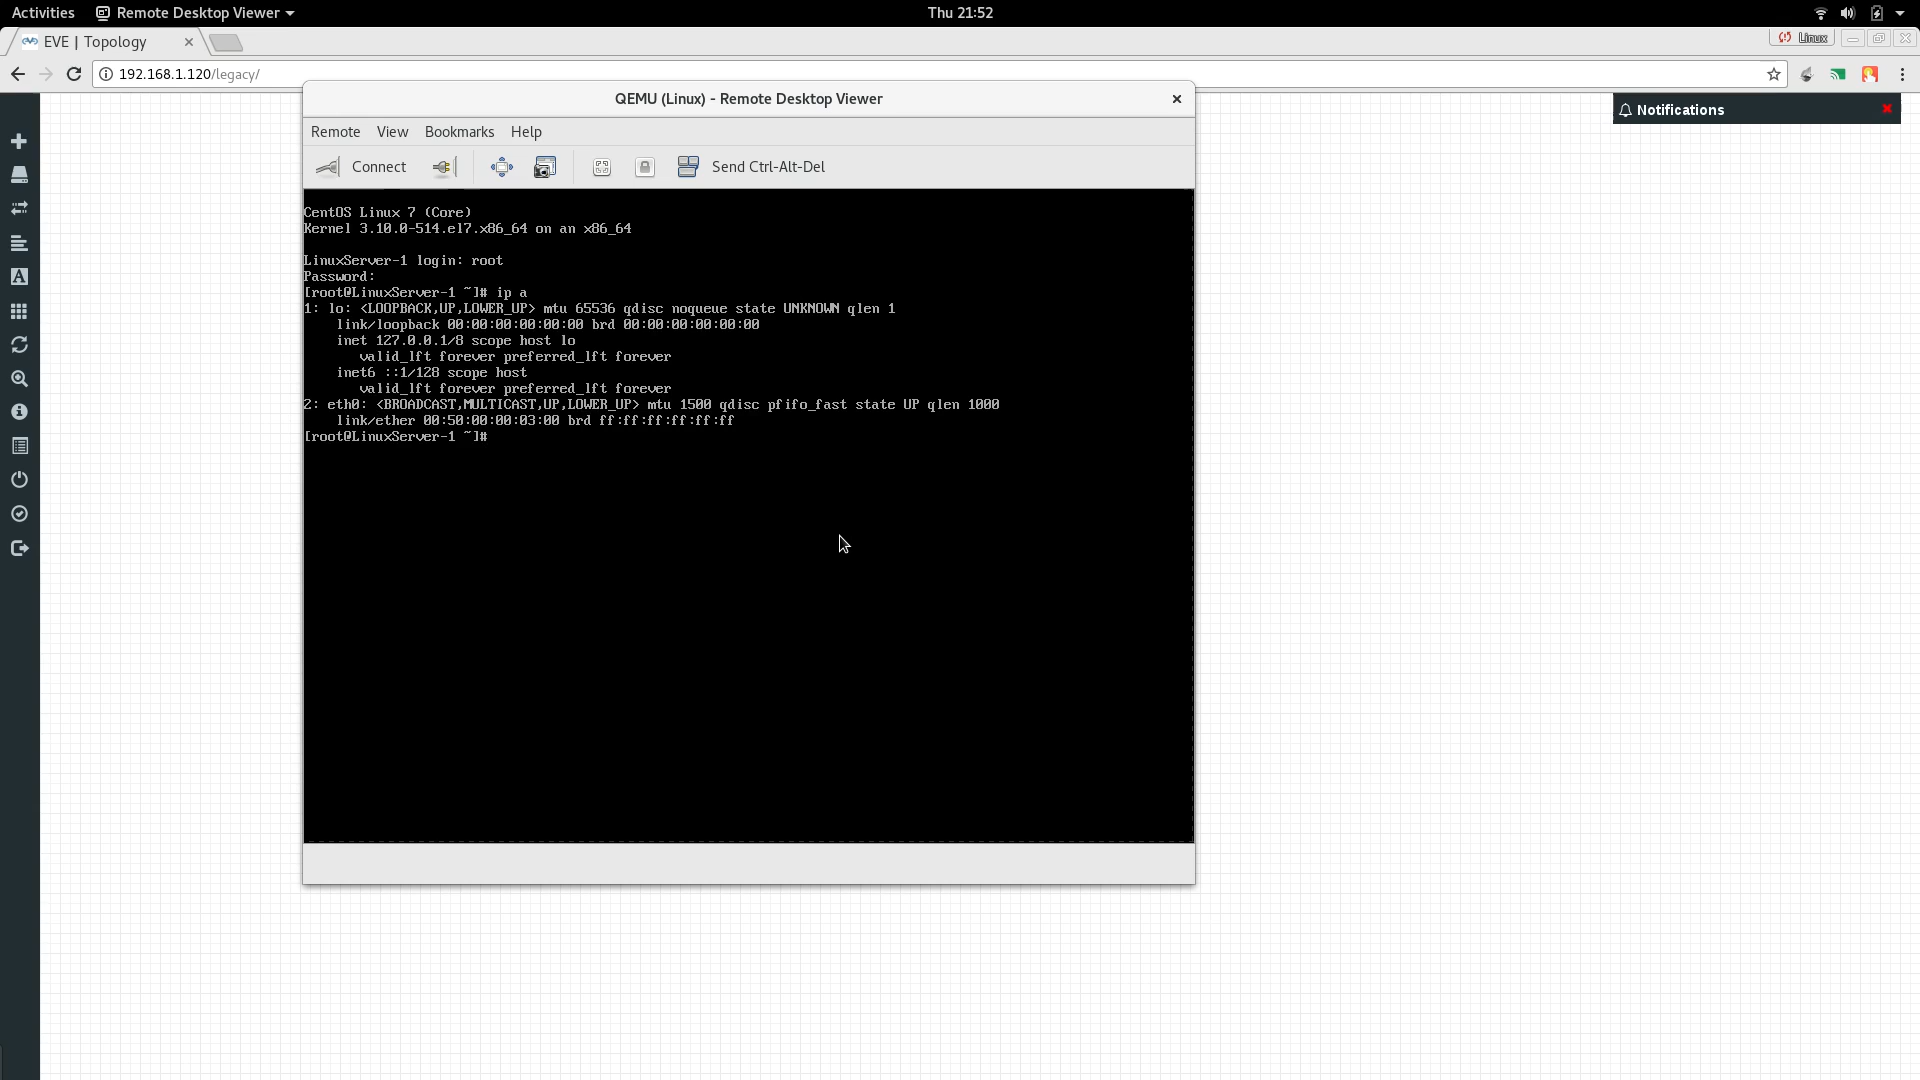 Activities Remote Desktop Viewer Thu 21:52
EVE | Topology Linux
192.168.1.120/legacy/
QEMU (Linux) - Remote Desktop Viewer
Notifications
Remote View Bookmarks Help
Connect Send Ctrl-Alt-Del
CentOS Linux 7 (Core)
Kernel 3.10.0-514.el7.x86_64 on an x86_64
LinuxServer-1 login: root
Password:
[root@LinuxServer-1 ~]# ip a
1: lo: <LOOPBACK,UP,LOWER_UP> mtu 65536 qdisc noqueue state UNKNOWN qlen 1
link/loopback 00:00:00:00:00:00 brd 00:00:00:00:00:00
inet 127.0.0.1/8 scope host lo
valid_lft forever preferred_lft forever
inet6 ::1/128 scope host
valid_lft forever preferred_lft forever
2: eth0: <BROADCAST,MULTICAST,UP,LOWER_UP> mtu 1500 qdisc pfifo_fast state UP qlen 1000
link/ether 00:50:00:00:03:00 brd ff:ff:ff:ff:ff:ff
[root@LinuxServer-1 ~]#